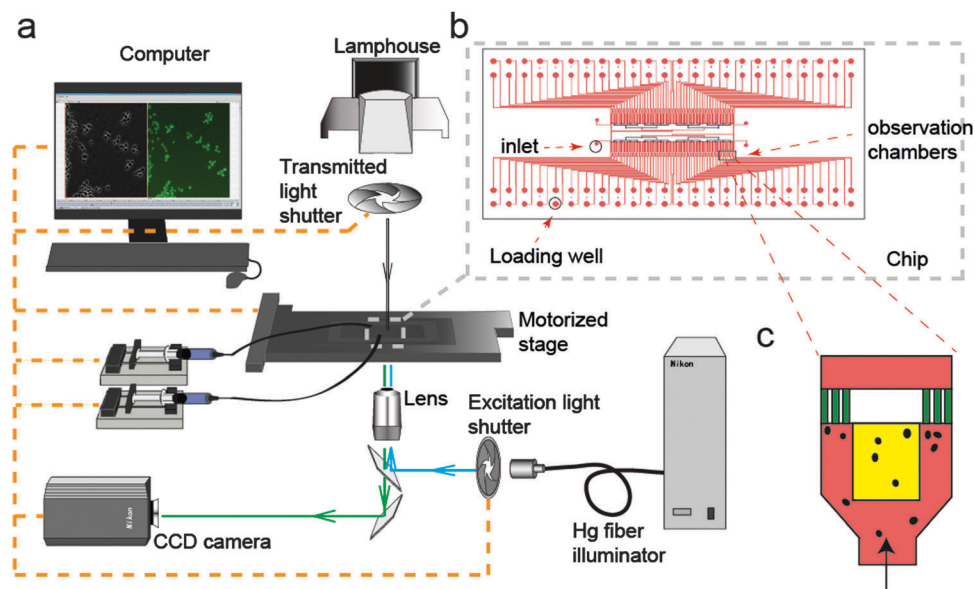 a
Computer
Lamphouse
Transmitted
light
shutter
b
inlet
observation
chambers
Loading well
Chip
Motorized
stage
Lens
Excitation light
shutter
Nikon
Hg fiber
illuminator
Nikon
CCD camera
c